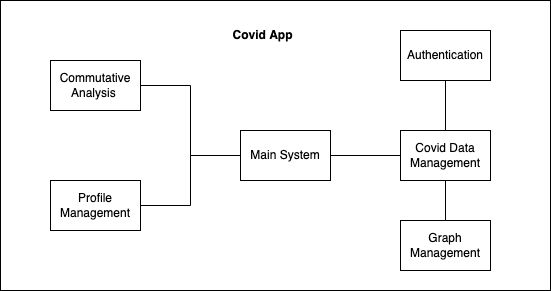 Covid App
Authentication
Commutative
Analysis
Main System
Covid Data
Management
Profile
Management
Graph
Management